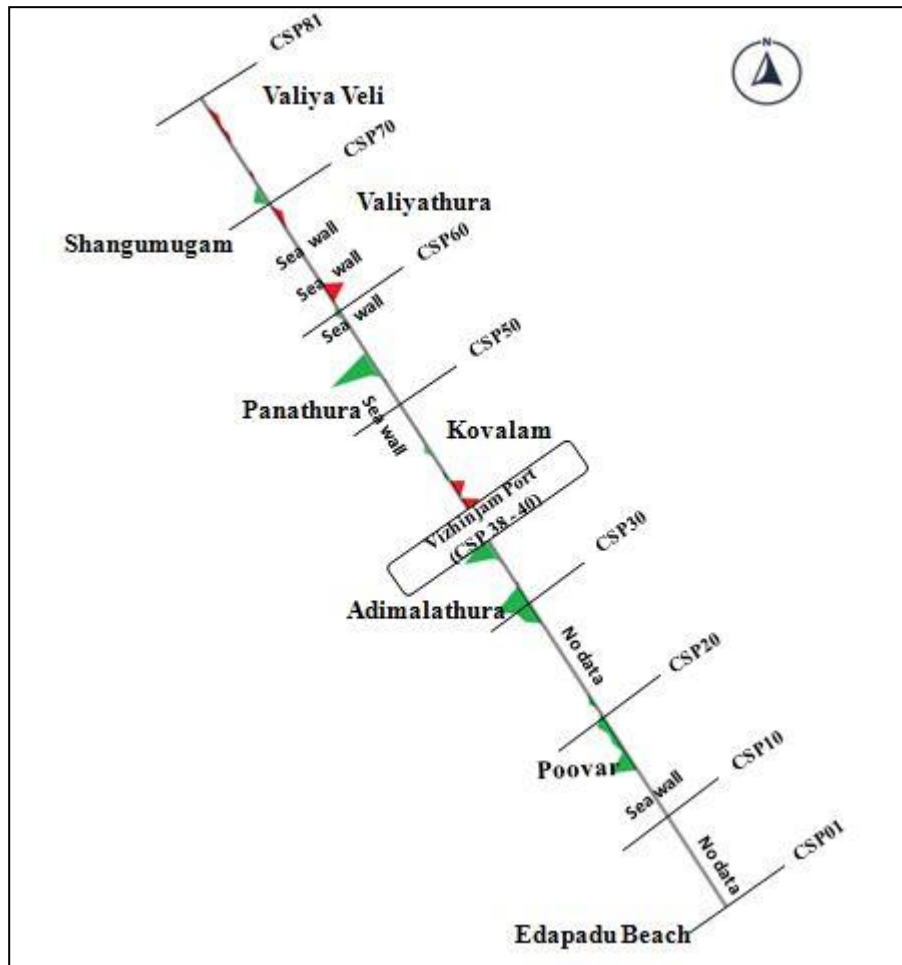 CSP81
N
Valiya Veli
CSP70
Valiyathura
Shangumugam
Sea wall
CSP60
Sea wall
Sea wall
CSP50
Panathura
Sea wall
Kovalam
Vizhinjam Port
(CSP 38 - 40)
CSP30
Adimalathura
No data
CSP20
Poovar
CSP10
Sea wall
CSP01
No data
Edapadu Beach